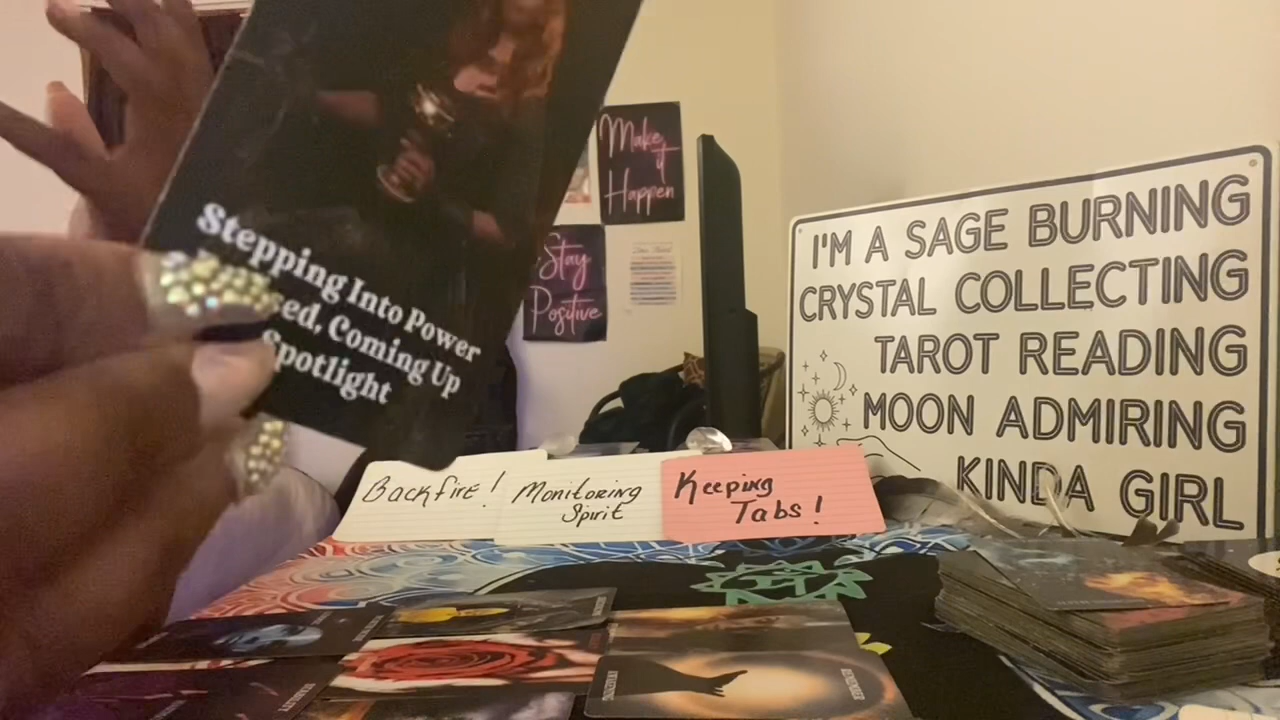 Stepping Into Power
Coming Up
Spotlight
Make
it
Happen
Stay
Positive
I'M A SAGE BURNING
CRYSTAL COLLECTING
TAROT READING
MOON ADMIRING
KINDA GIRL
Backfire!
Monitoring
Spirit
Keeping
Tabs!